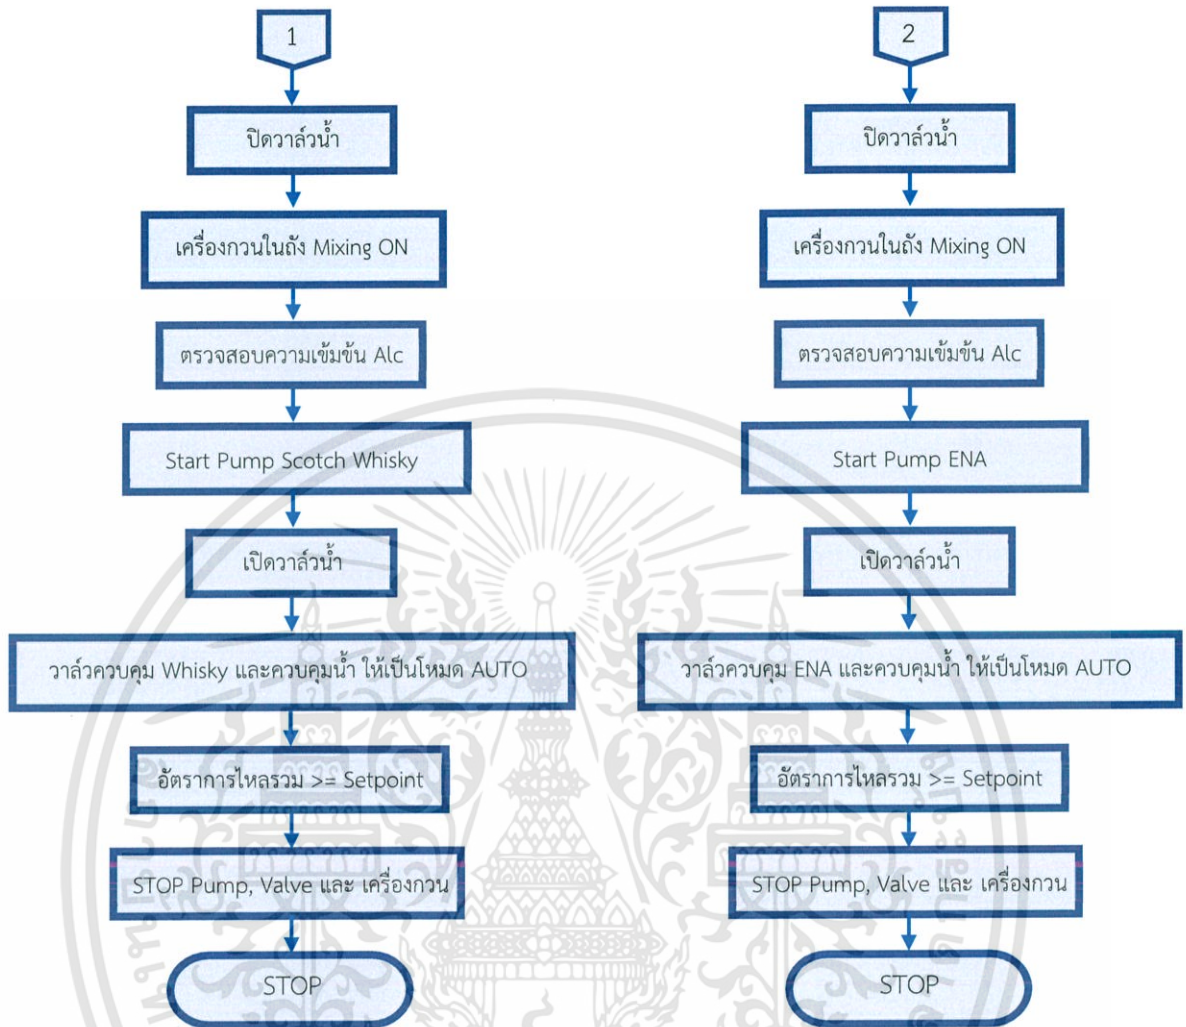 1
ปิดวาล์วน้ำ
เครื่องกวนในถัง Mixing ON
ตรวจสอบความเข้มข้น Alc
Start Pump Scotch Whisky
เปิดวาล์วน้ำ
วาล์วควบคุม Whisky และควบคุมน้ำ ให้เป็นโหมด AUTO
อัตราการไหลรวม >= Setpoint
STOP Pump, Valve และ เครื่องกวน
STOP
2
ปิดวาล์วน้ำ
เครื่องกวนในถัง Mixing ON
ตรวจสอบความเข้มข้น Alc
Start Pump ENA
เปิดวาล์วน้ำ
วาล์วควบคุม ENA และควบคุมน้ำ ให้เป็นโหมด AUTO
อัตราการไหลรวม >= Setpoint
STOP Pump, Valve และ เครื่องกวน
STOP